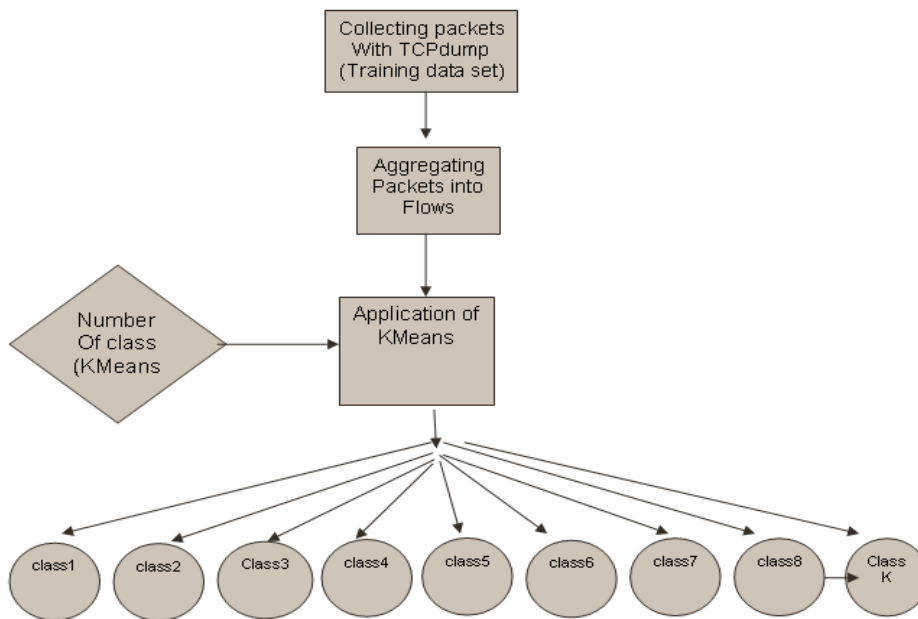 Collecting packets
With TCPdump
(Training data set)
Aggregating
Packets into
Flows
Number
Of class
(KMeans
Application of
KMeans
class1
class2
Class3
class4
class5
class6
class7
class8
Class
K